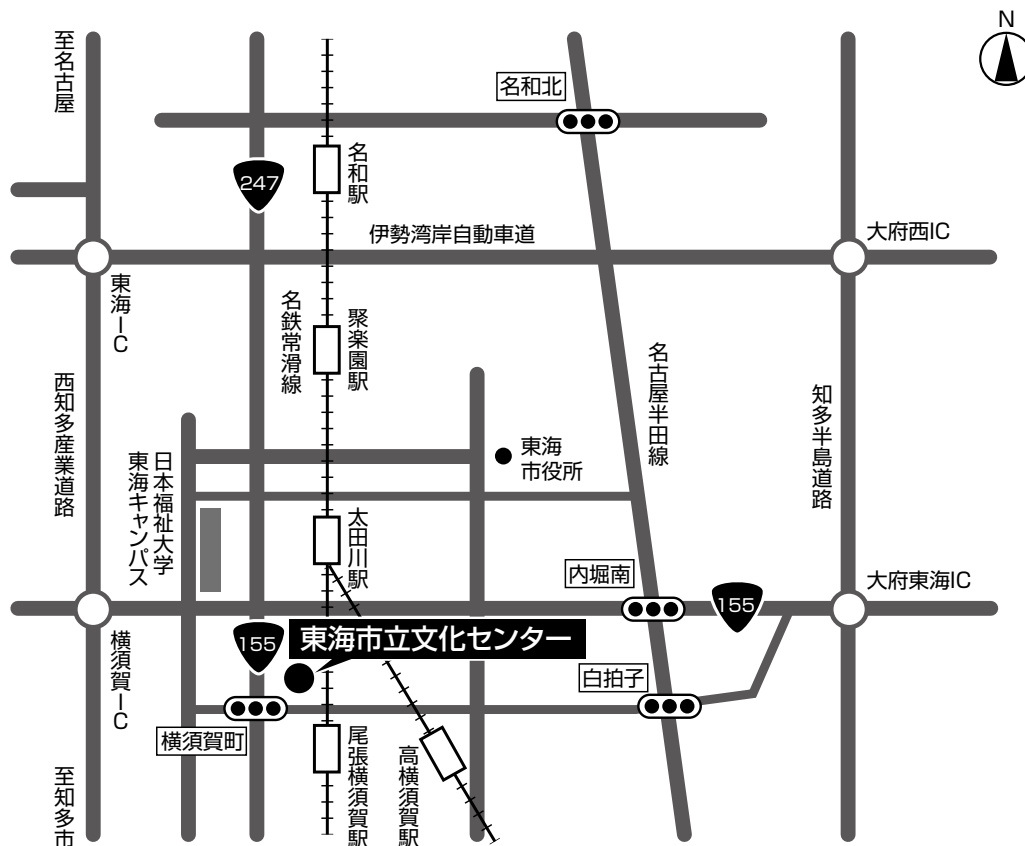 N
至名古屋
名和北
247
名和駅
伊勢湾岸自動車道
大府西IC
東海IC
名鉄常滑線
聚楽園駅
名古屋半田線
西知多産業道路
知多半島道路
日本福祉大学
東海キャンパス
東海
市役所
太田川駅
内堀南
155
大府東海IC
横須賀IC
155
東海市立文化センター
白拍子
横須賀町
尾張横須賀駅
高横須賀駅
至知多市